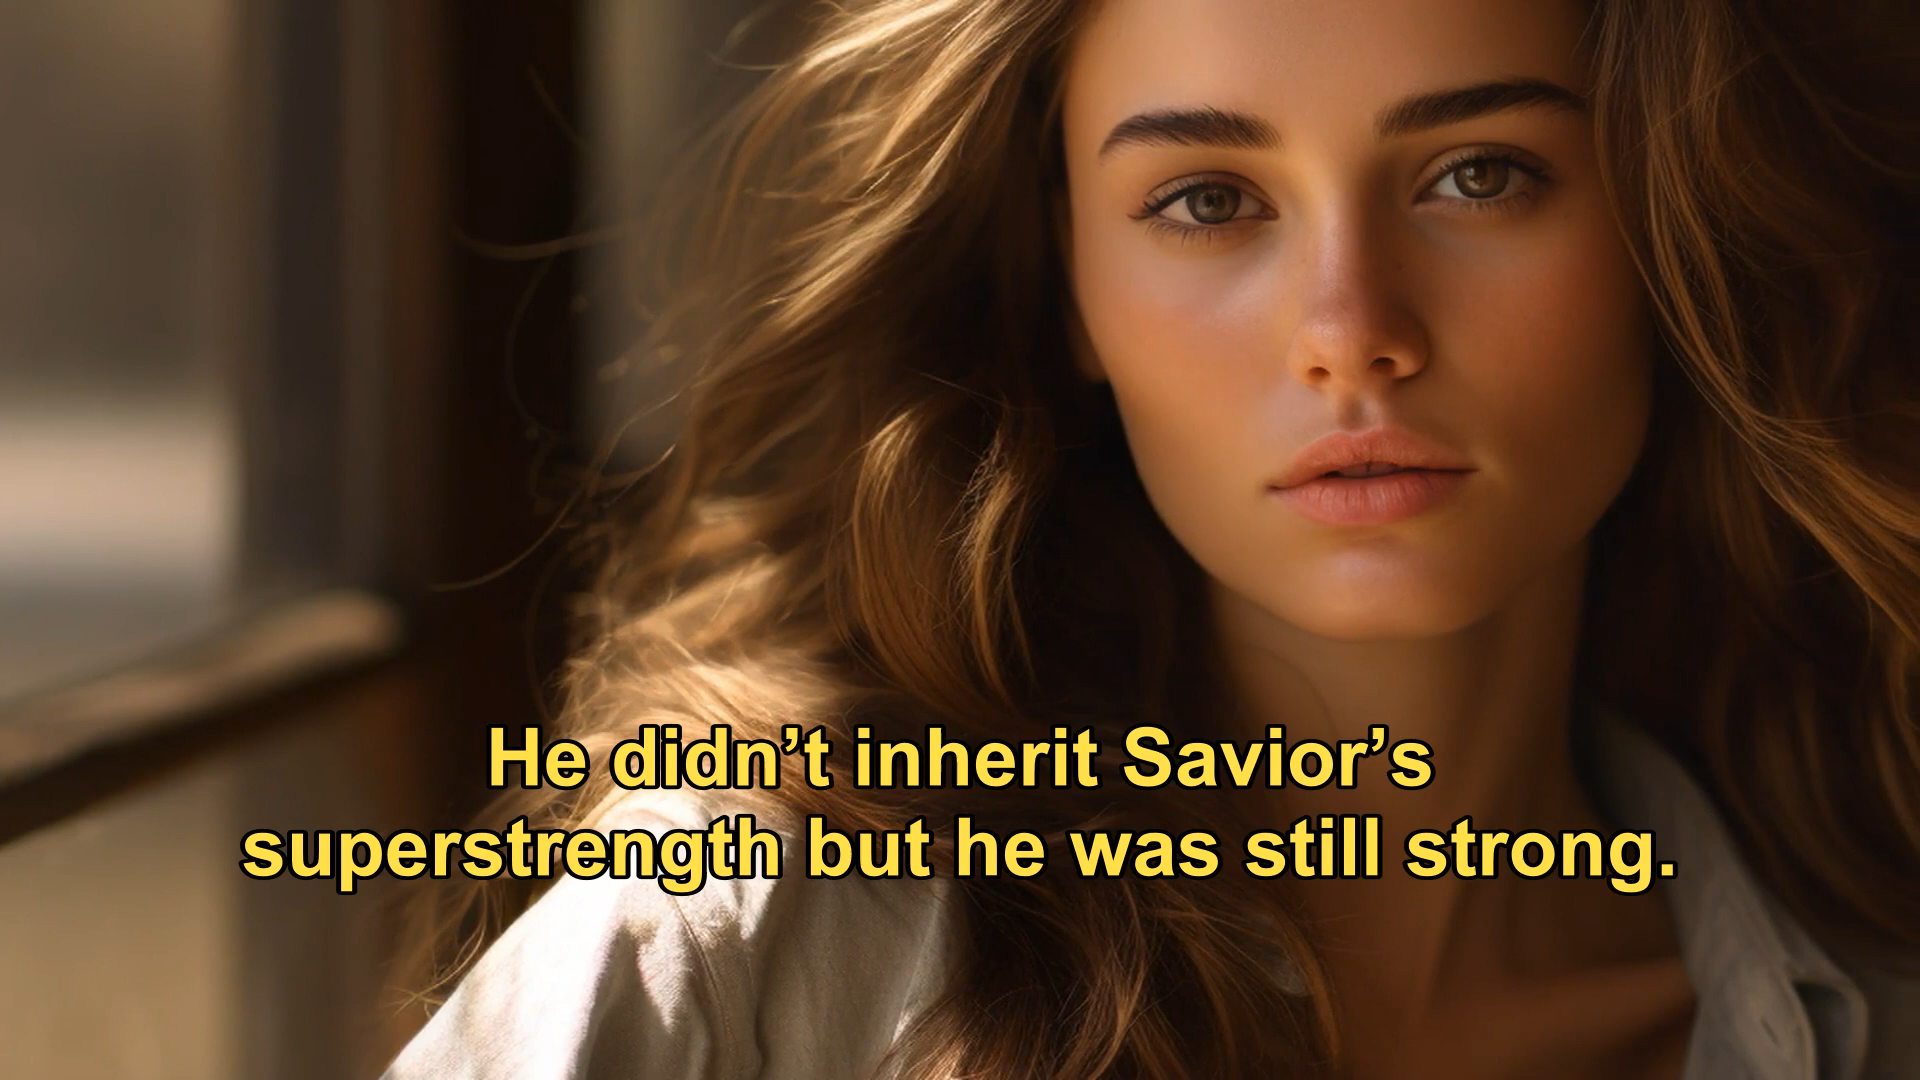 He didn’t inherit Savior’s
superstrength but he was still strong.